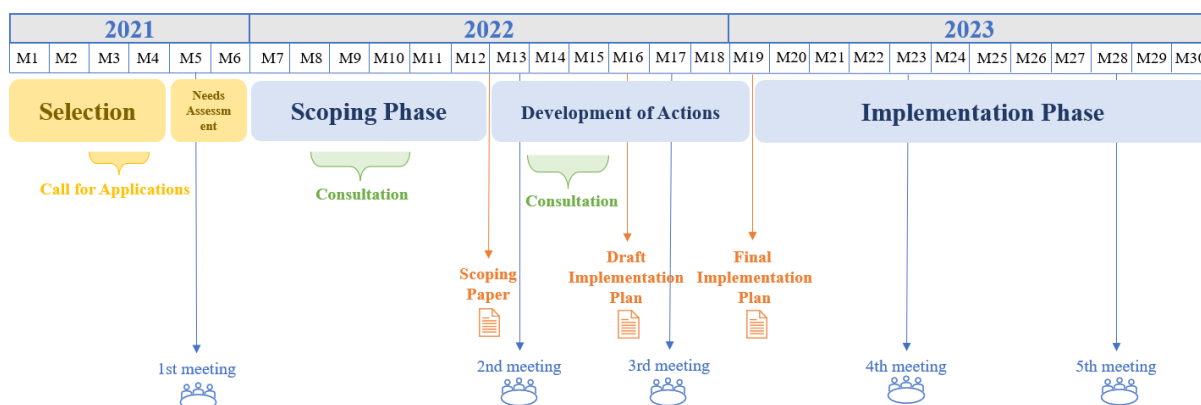 2021 2022 2023
M1 M2 M3 M4 M5 M6 M7 M8 M9 M10 M11 M12 M13 M14 M15 M16 M17 M18 M19 M20 M21 M22 M23 M24 M25 M26 M27 M28 M29 M30
Selection
Needs
Assessm
ent
Scoping Phase
Development of Actions
Implementation Phase
Call for Applications
Consultation
Consultation
Scoping
Paper
Draft
Implementation
Plan
Final
Implementation
Plan
1st meeting
2nd meeting
3rd meeting
4th meeting
5th meeting